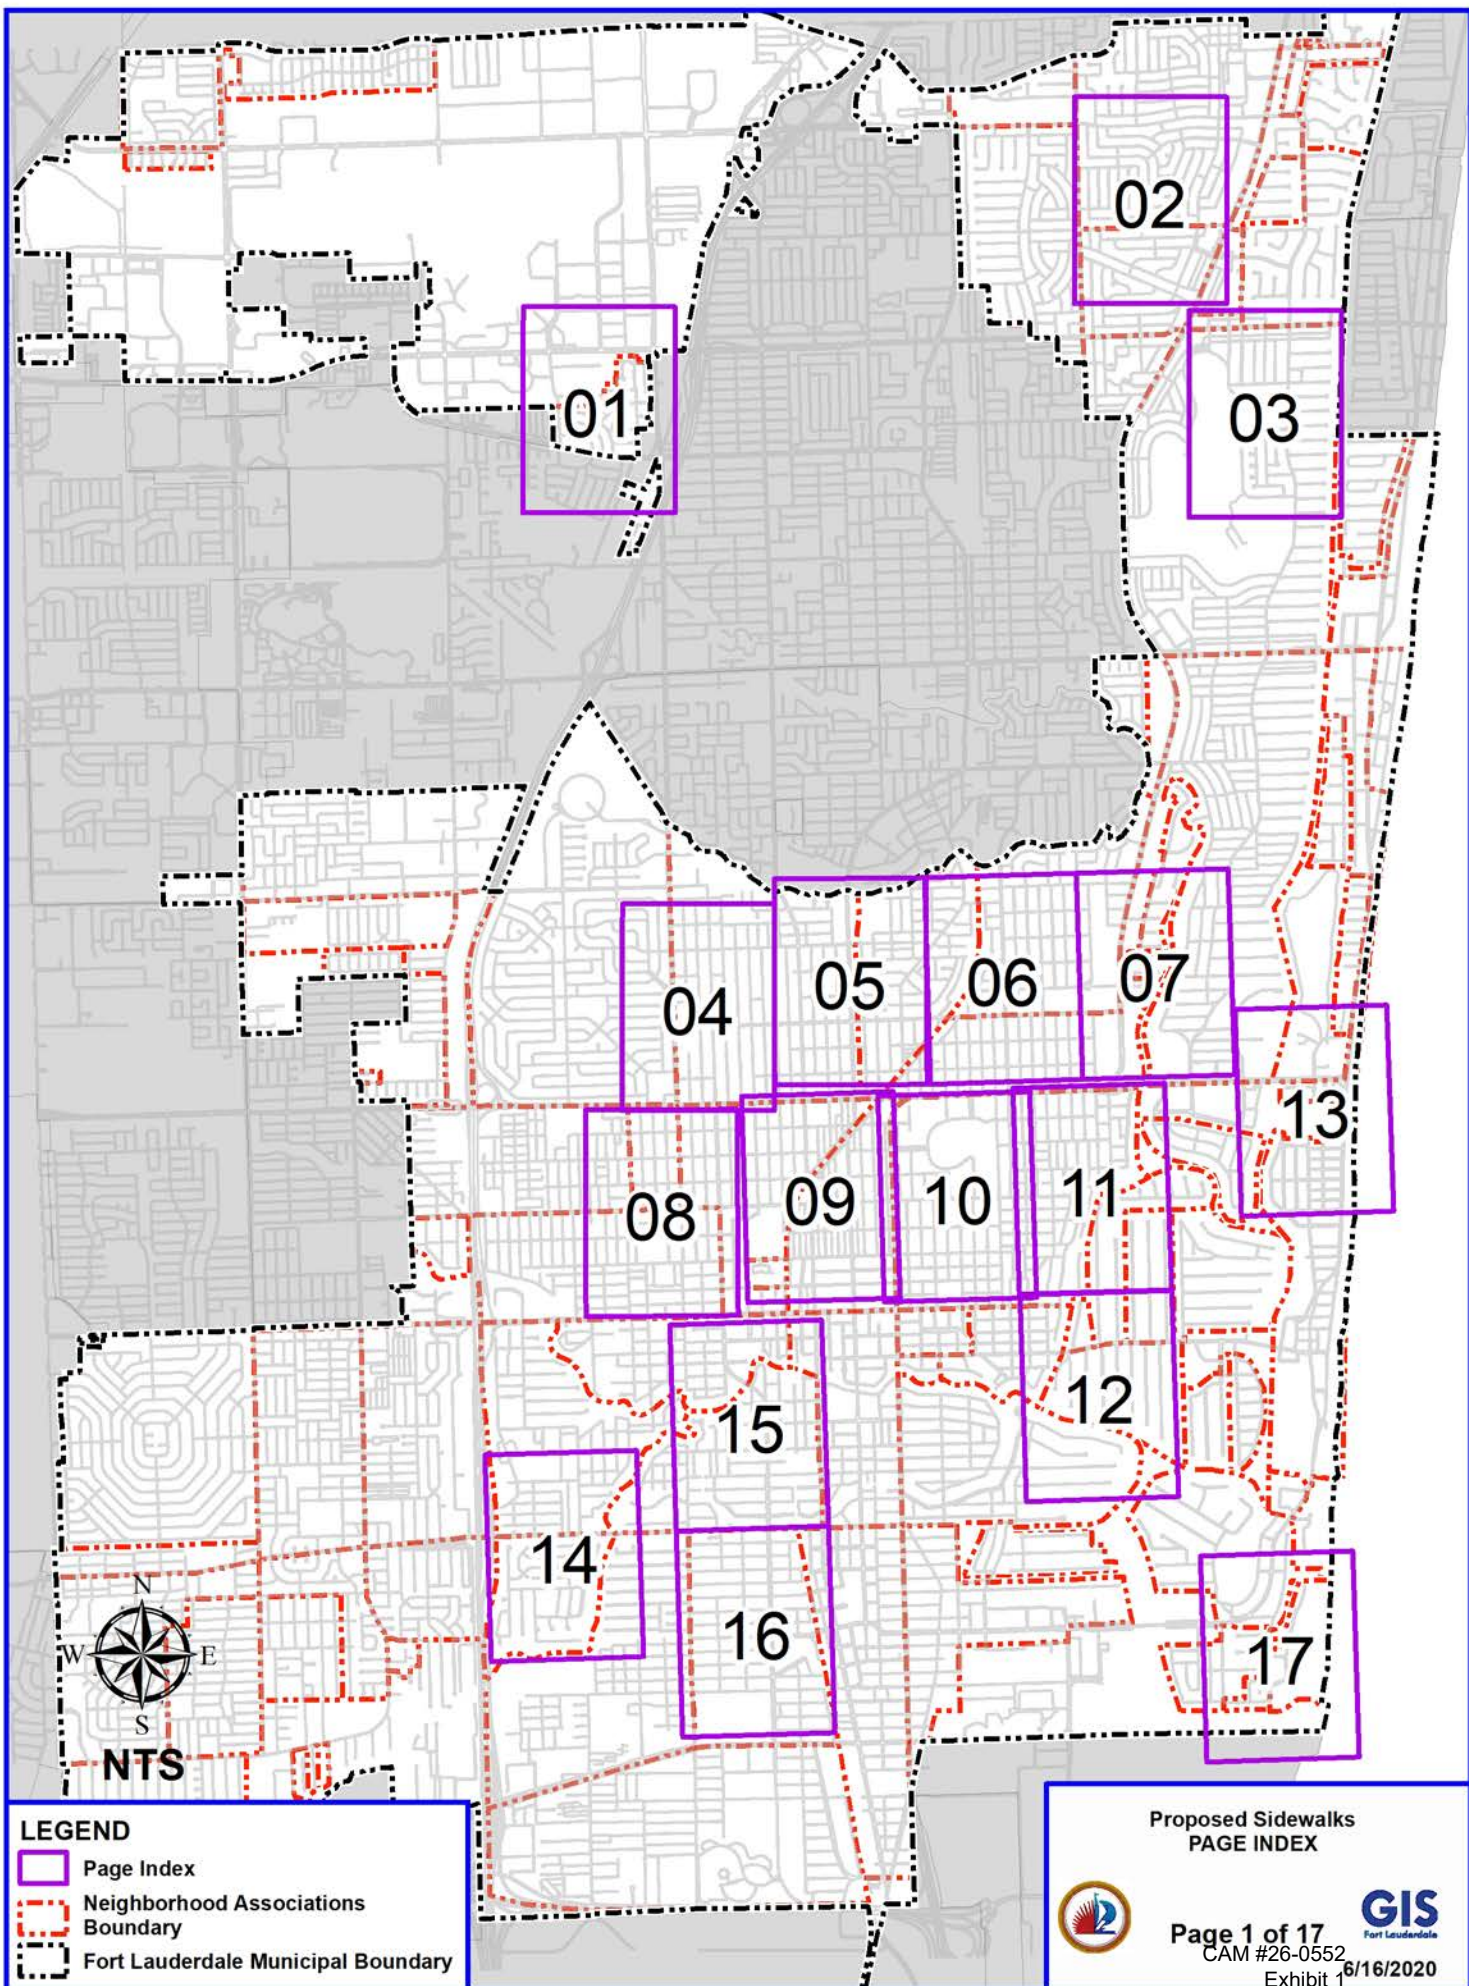 02
01
03
04
05
06
07
13
08
09
10
11
12
15
14
16
17
N
W
E
S
NTS
LEGEND
Page Index
Neighborhood Associations
Boundary
Fort Lauderdale Municipal Boundary
Proposed Sidewalks
PAGE INDEX
GIS
Fort Lauderdale
Page 1 of 17
CAM #26-0552
6/16/2020
Exhibit 1